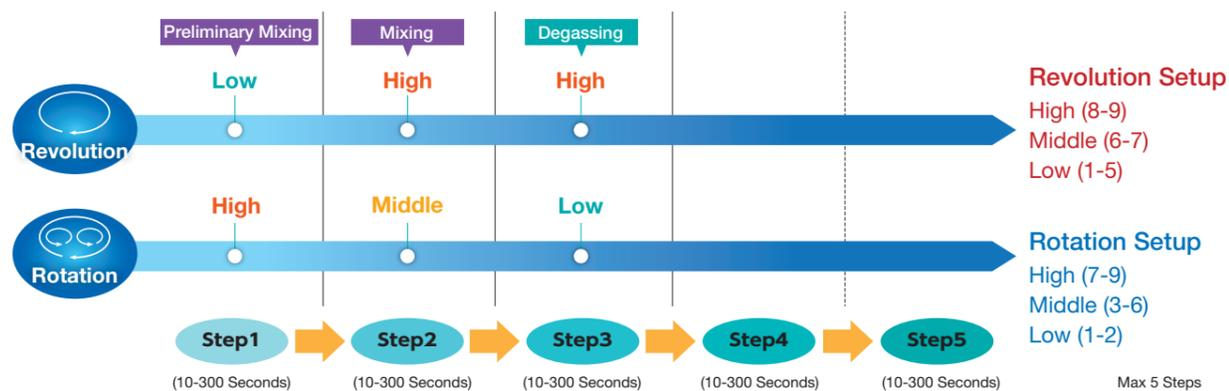 Preliminary Mixing
Mixing
Degassing
Low
High
High
Revolution
Revolution Setup
High (8-9)
Middle (6-7)
Low (1-5)
High
Middle
Low
Rotation
Rotation Setup
High (7-9)
Middle (3-6)
Low (1-2)
Step1
Step2
Step3
Step4
Step5
(10-300 Seconds)
(10-300 Seconds)
(10-300 Seconds)
(10-300 Seconds)
(10-300 Seconds)
Max 5 Steps